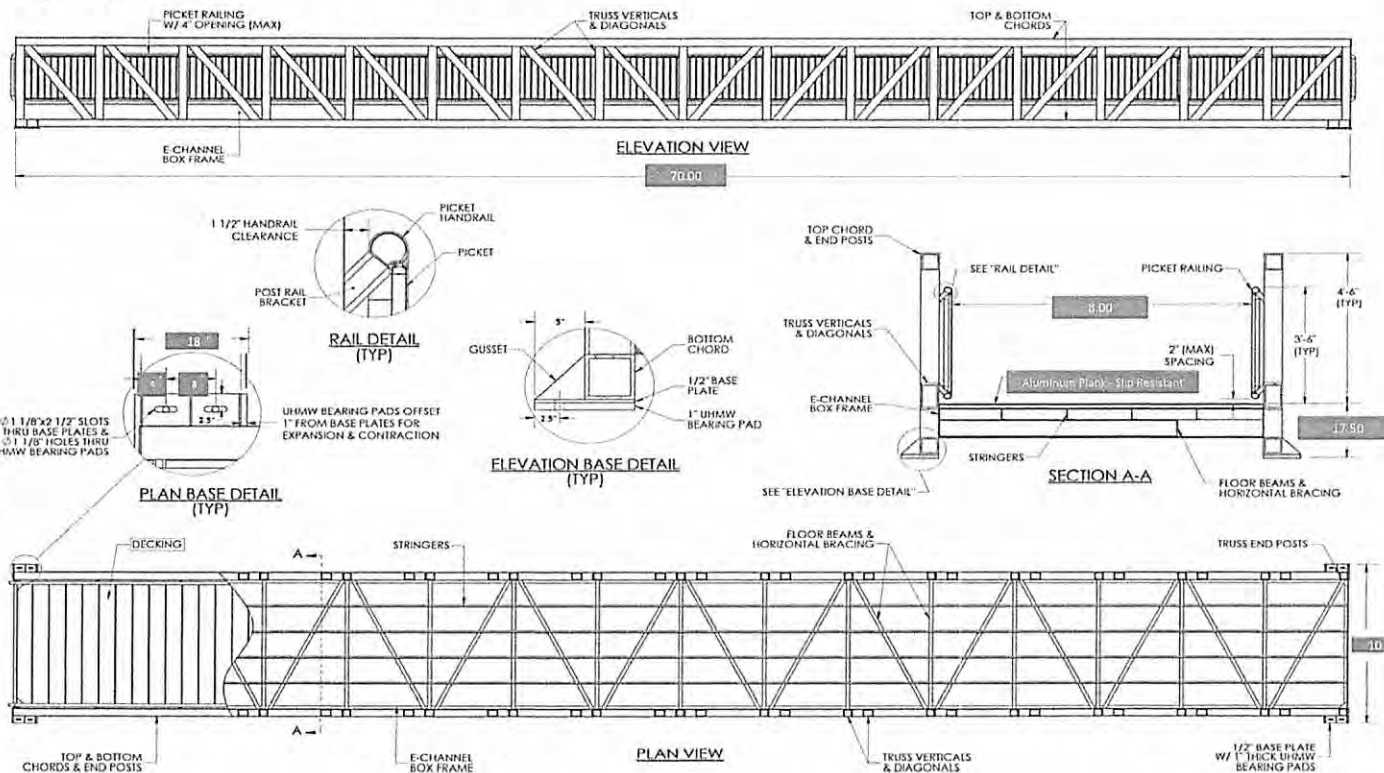 PICKET RAILING
W/ 4" OPENING (MAX)
TRUSS VERTICALS
& DIAGONALS
TOP & BOTTOM
CHORDS
E-CHANNEL
BOX FRAME
ELEVATION VIEW
70.00
1 1/2" HANDRAIL
CLEARANCE
PICKET
HANDRAIL
PICKET
POST RAIL
BRACKET
RAIL DETAIL
(TYP)
18 "
2.5"
Ø1 1/8"x2 1/2" SLOTS
THRU BASE PLATES &
Ø1 1/8" HOLES THRU
UHMW BEARING PADS
UHMW BEARING PADS OFFSET
1" FROM BASE PLATES FOR
EXPANSION & CONTRACTION
PLAN BASE DETAIL
(TYP)
5"
GUSSET
BOTTOM
CHORD
1/2" BASE
PLATE
1" UHMW
BEARING PAD
2.5"
ELEVATION BASE DETAIL
(TYP)
TOP CHORD
& END POSTS
SEE "RAIL DETAIL"
PICKET RAILING
8.00
4'-6"
(TYP)
3'-6"
(TYP)
TRUSS VERTICALS
& DIAGONALS
2" (MAX)
SPACING
Aluminum Plank - Slip Resistant
E-CHANNEL
BOX FRAME
17.50
STRINGERS
SECTION A-A
FLOOR BEAMS &
HORIZONTAL BRACING
SEE "ELEVATION BASE DETAIL"
DECKING
A
STRINGERS
FLOOR BEAMS &
HORIZONTAL BRACING
TRUSS END POSTS
10
A
TOP & BOTTOM
CHORDS & END POSTS
E-CHANNEL
BOX FRAME
PLAN VIEW
TRUSS VERTICALS
& DIAGONALS
1/2" BASE PLATE
W/ 1" THICK UHMW
BEARING PADS